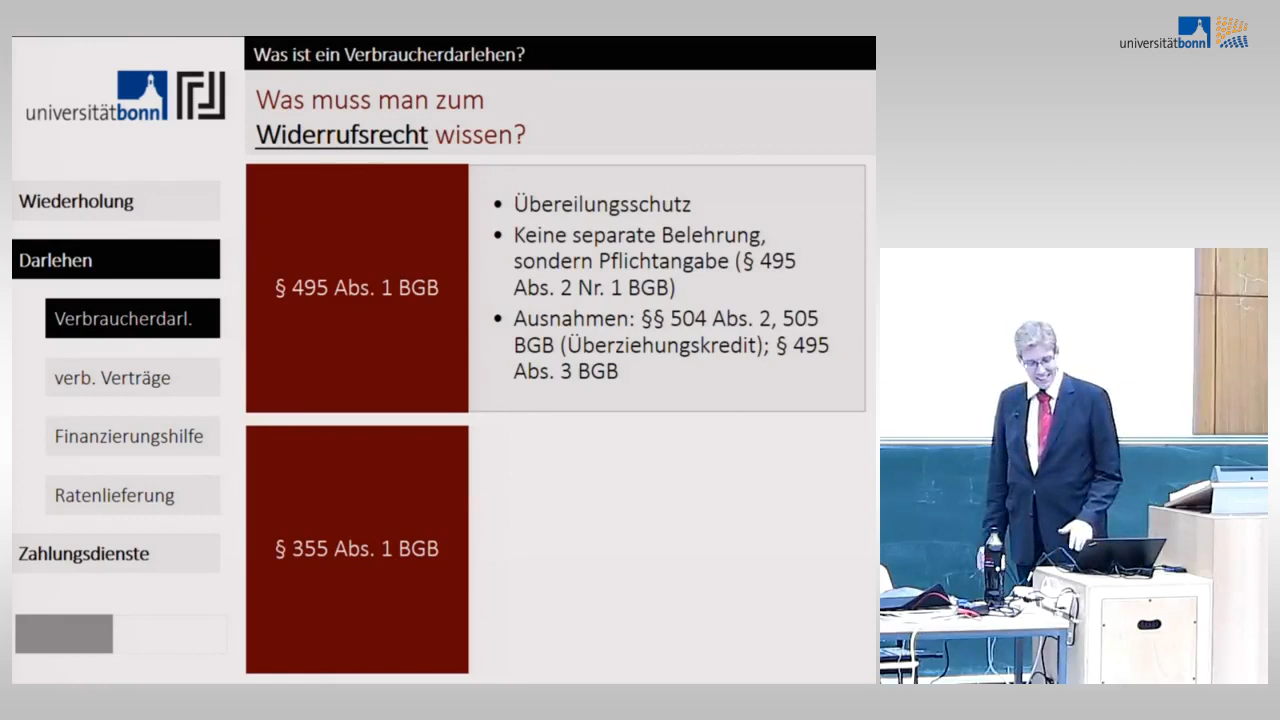 universitätbonn
Was ist ein Verbraucherdarlehen?
universitätbonn
Was muss man zum
Widerrufsrecht wissen?
Wiederholung
Darlehen
Verbraucherdarl.
verb. Verträge
Finanzierungshilfe
Ratenlieferung
Zahlungsdienste
§ 495 Abs. 1 BGB
• Übereilungsschutz
• Keine separate Belehrung,
sondern Pflichtangabe (§ 495
Abs. 2 Nr. 1 BGB)
• Ausnahmen: §§ 504 Abs. 2, 505
BGB (Überziehungskredit); § 495
Abs. 3 BGB
§ 355 Abs. 1 BGB